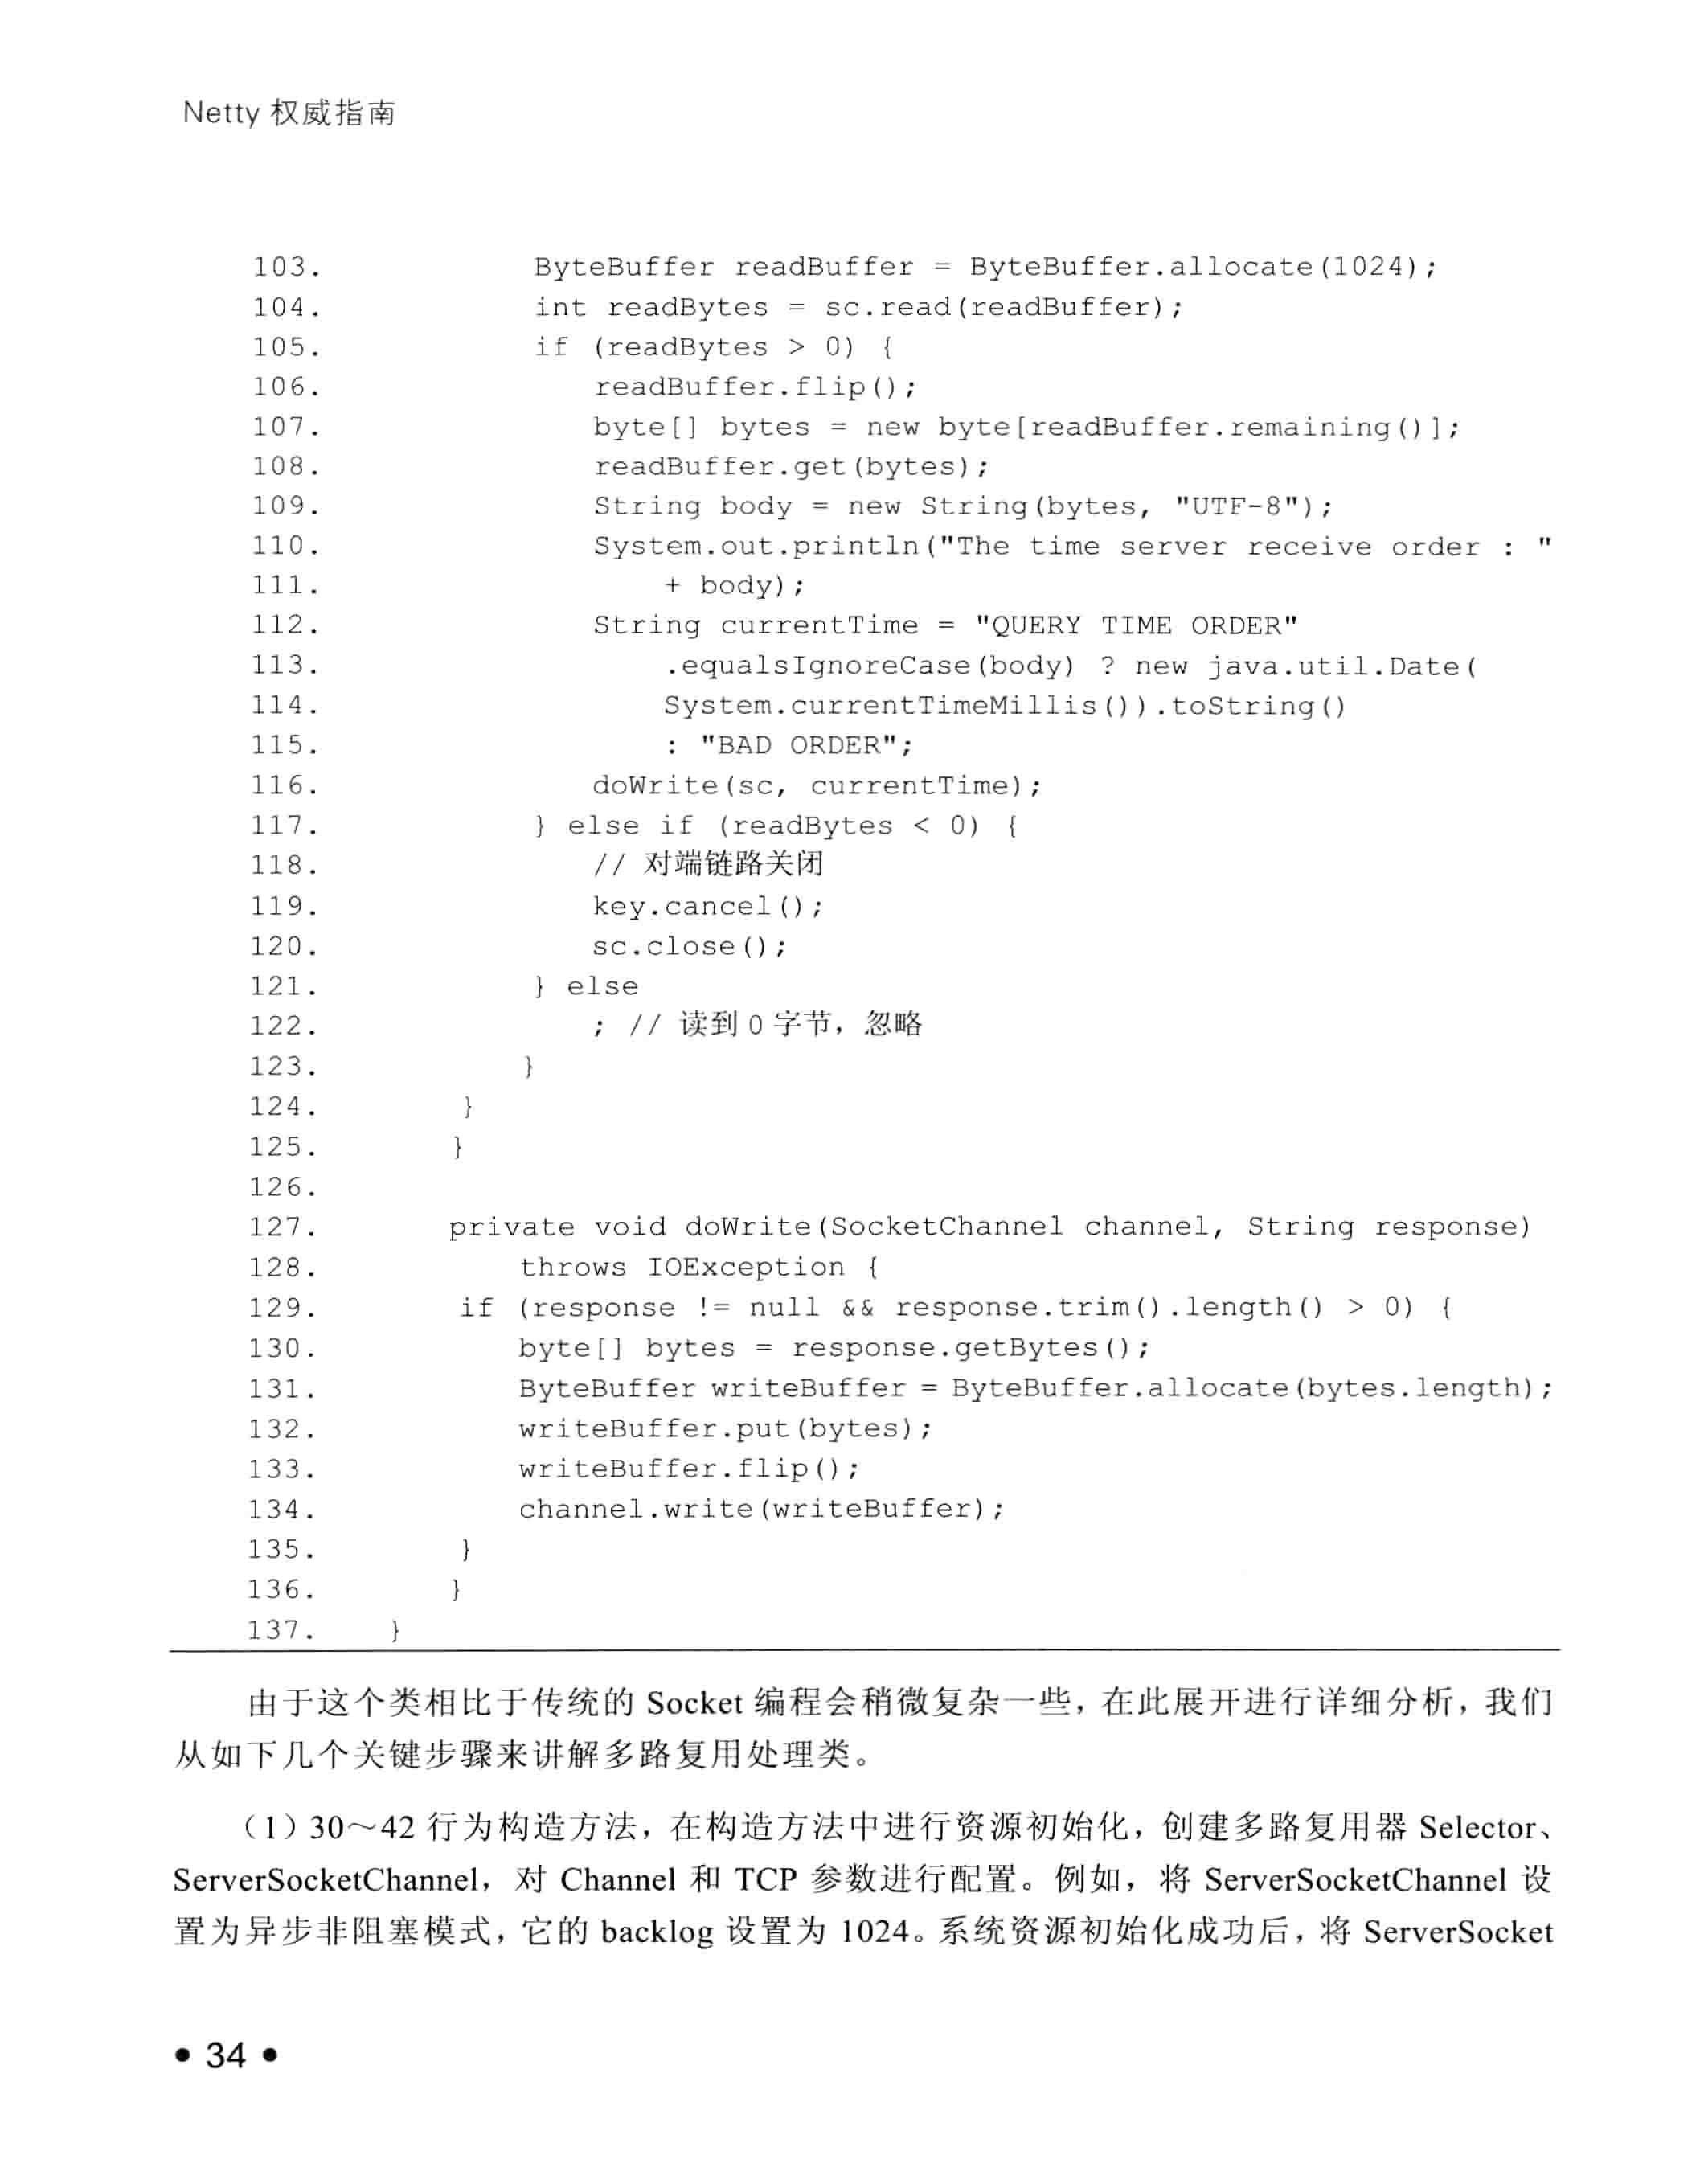 Netty 权威指南
103.            ByteBuffer readBuffer = ByteBuffer.allocate(1024);
104.            int readBytes = sc.read(readBuffer);
105.            if (readBytes > 0) {
106.                readBuffer.flip();
107.                byte[] bytes = new byte[readBuffer.remaining()];
108.                readBuffer.get(bytes);
109.                String body = new String(bytes, "UTF-8");
110.                System.out.println("The time server receive order : "
111.                    + body);
112.                String currentTime = "QUERY TIME ORDER"
113.                    .equalsIgnoreCase(body) ? new java.util.Date(
114.                    System.currentTimeMillis()).toString()
115.                    : "BAD ORDER";
116.                doWrite(sc, currentTime);
117.            } else if (readBytes < 0) {
118.                // 对端链路关闭
119.                key.cancel();
120.                sc.close();
121.            } else
122.                ; // 读到 0 字节，忽略
123.            }
124.        }
125.        }
126.
127.        private void doWrite(SocketChannel channel, String response)
128.            throws IOException {
129.        if (response != null && response.trim().length() > 0) {
130.            byte[] bytes = response.getBytes();
131.            ByteBuffer writeBuffer = ByteBuffer.allocate(bytes.length);
132.            writeBuffer.put(bytes);
133.            writeBuffer.flip();
134.            channel.write(writeBuffer);
135.        }
136.        }
137.    }
由于这个类相比于传统的 Socket 编程会稍微复杂一些，在此展开进行详细分析，我们
从如下几个关键步骤来讲解多路复用处理类。
（1）30～42 行为构造方法，在构造方法中进行资源初始化，创建多路复用器 Selector、
ServerSocketChannel，对 Channel 和 TCP 参数进行配置。例如，将 ServerSocketChannel 设
置为异步非阻塞模式，它的 backlog 设置为 1024。系统资源初始化成功后，将 ServerSocket
• 34 •